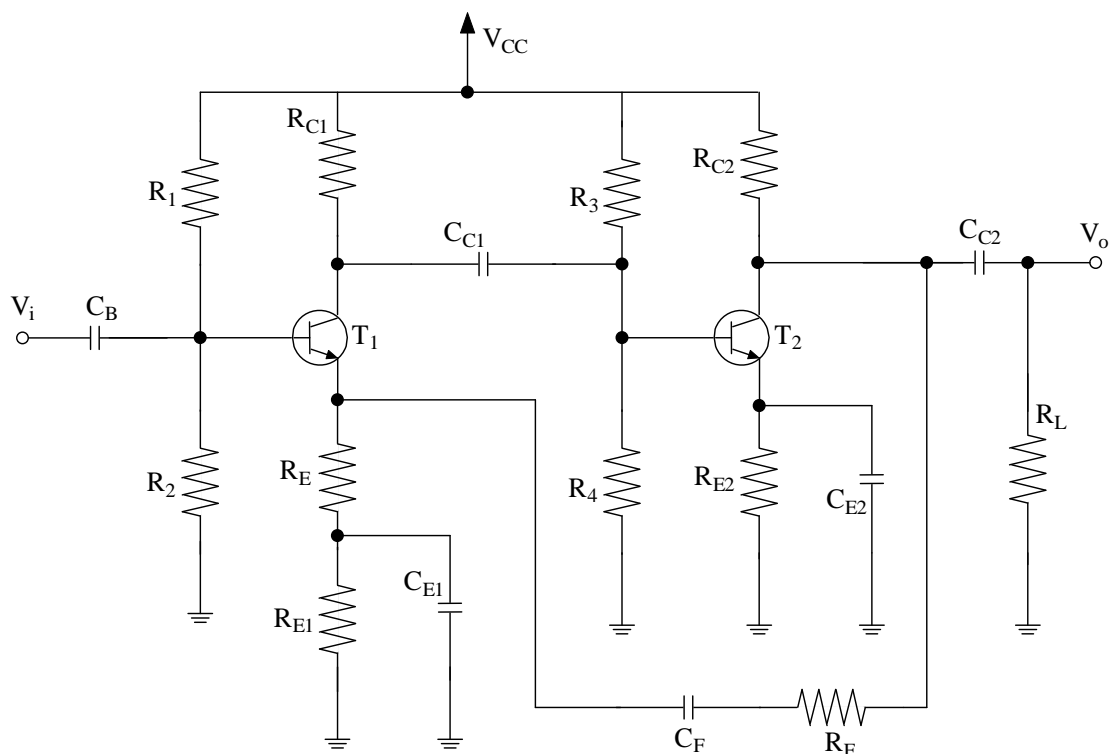 V_CC
R_C1
R_C2
R_1
R_3
C_C1
C_C2
V_o
V_i
C_B
T_1
T_2
R_L
R_E
R_2
R_4
R_E2
C_E2
C_E1
R_E1
C_F
R_F